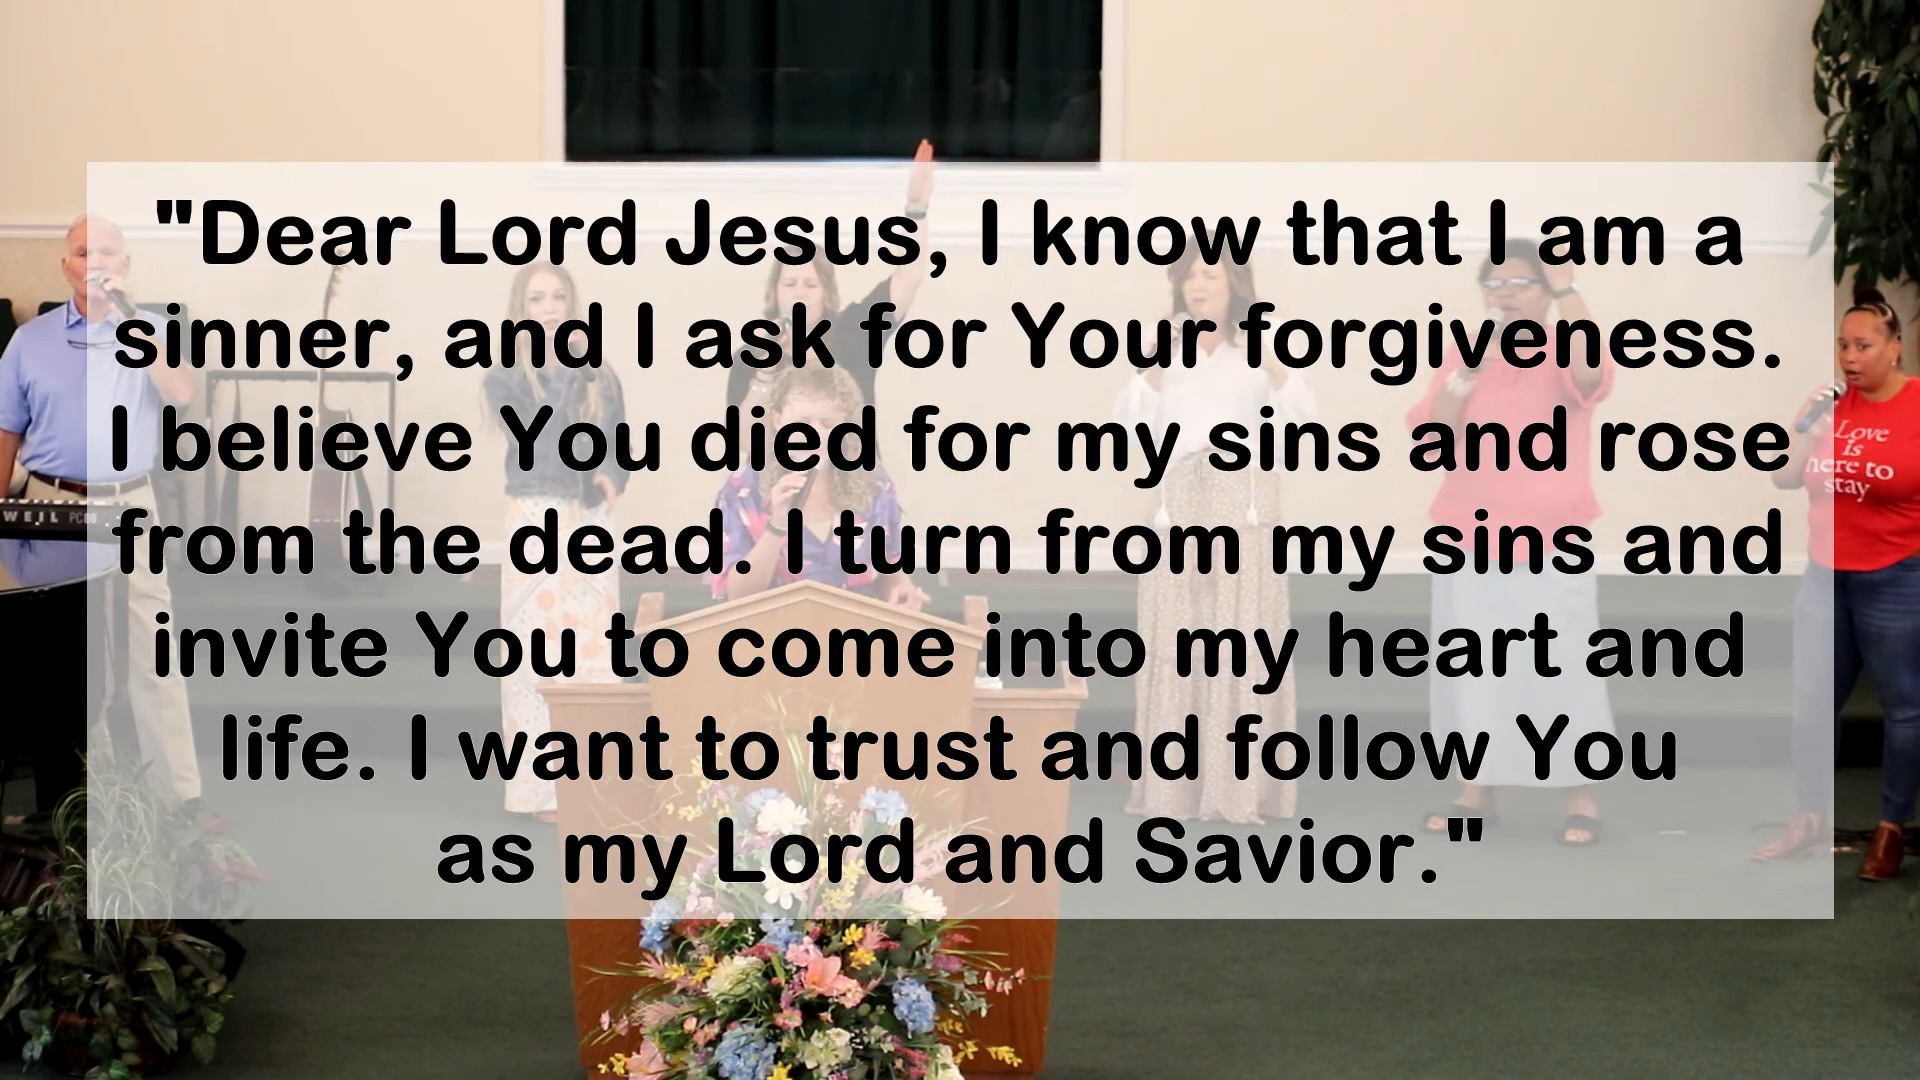 "Dear Lord Jesus, I know that I am a
sinner, and I ask for Your forgiveness.
I believe You died for my sins and rose
from the dead. I turn from my sins and
invite You to come into my heart and
life. I want to trust and follow You
as my Lord and Savior."
Love
is
here to
stay
WEIL PC